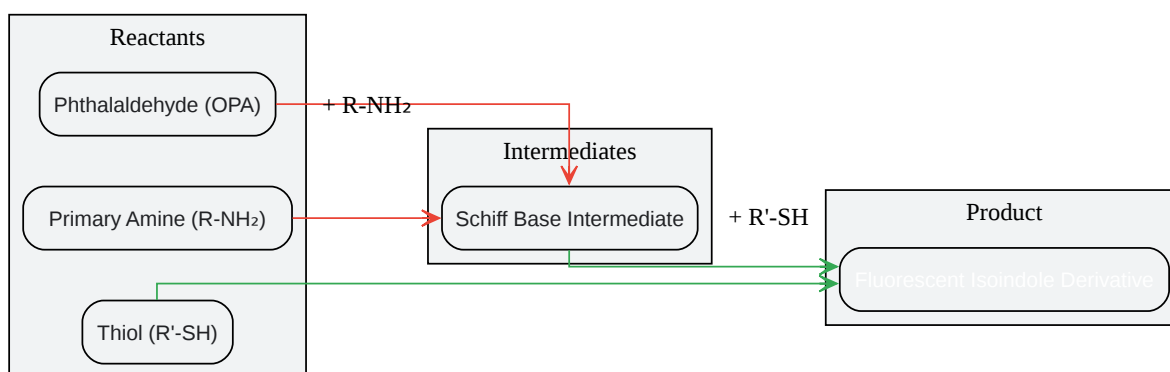 Reactants
Phthalaldehyde (OPA)
+ R-NH₂
Intermediates
Primary Amine (R-NH₂)
Schiff Base Intermediate
+ R'-SH
Product
Fluorescent Isoindole Derivative
Thiol (R'-SH)